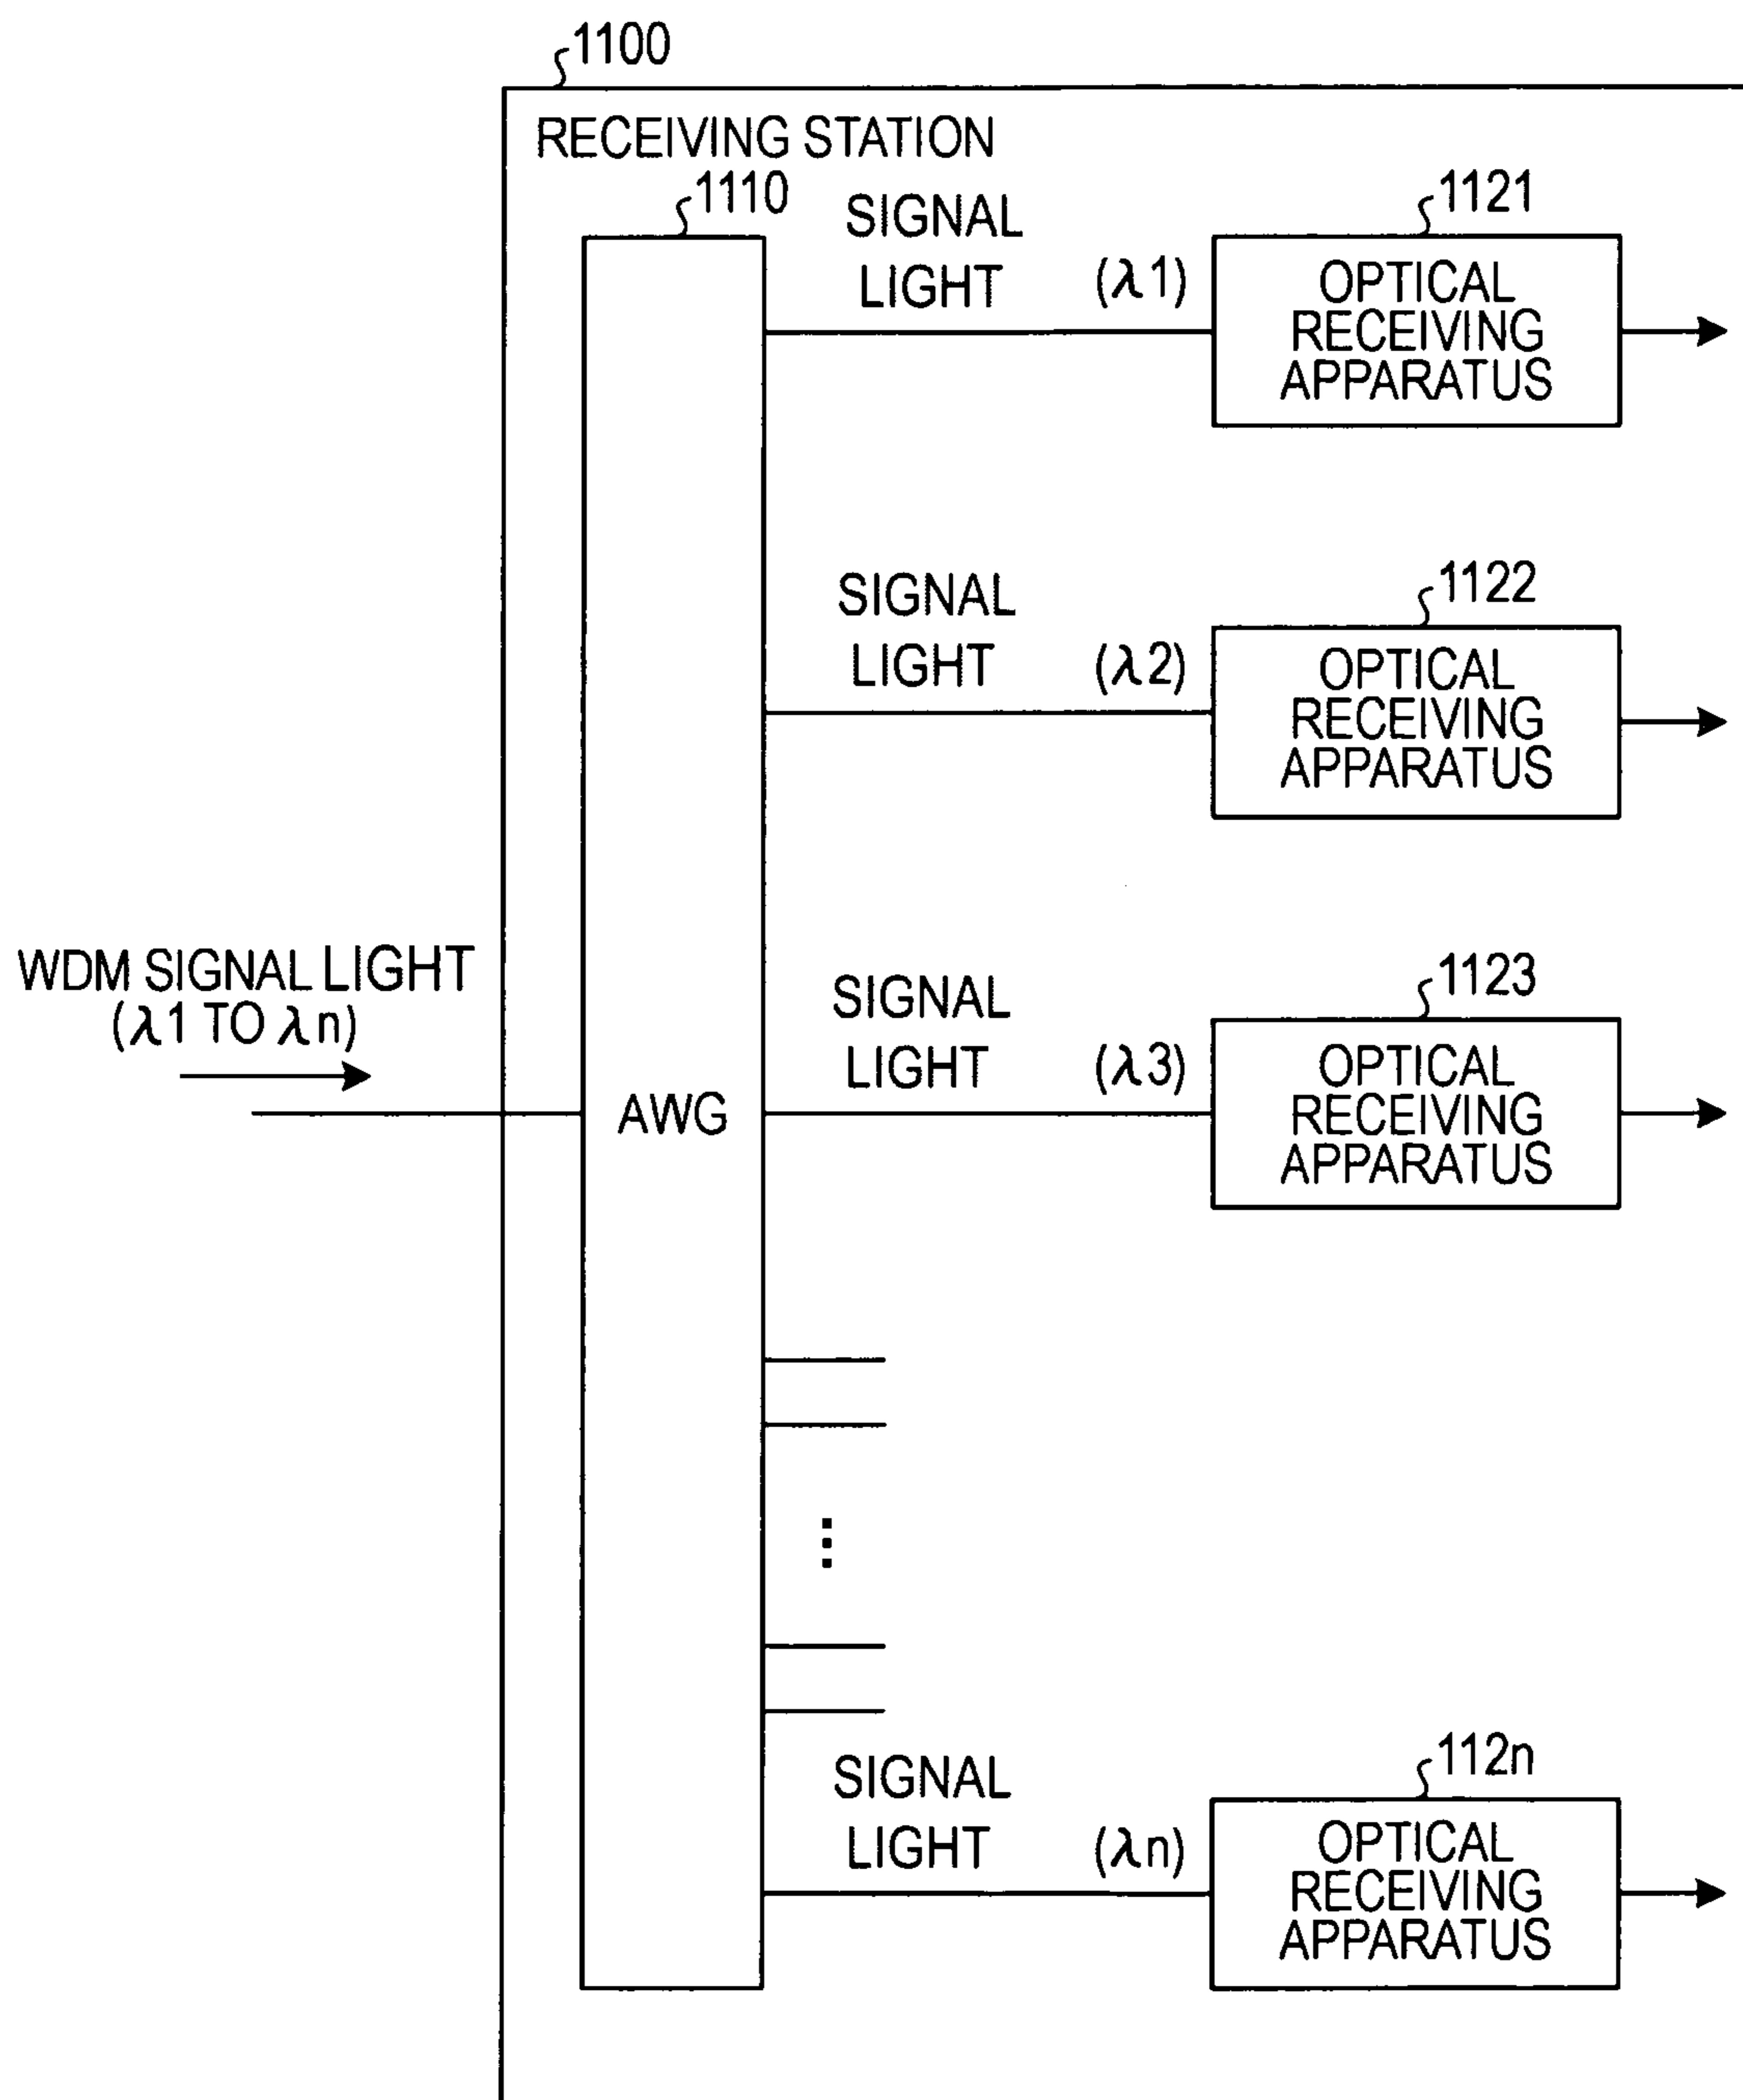 1100
RECEIVING STATION
1110
SIGNAL
LIGHT
(λ1)
1121
OPTICAL
RECEIVING
APPARATUS
SIGNAL
LIGHT
(λ2)
1122
OPTICAL
RECEIVING
APPARATUS
WDM SIGNAL LIGHT
(λ1 TO λn)
AWG
SIGNAL
LIGHT
(λ3)
1123
OPTICAL
RECEIVING
APPARATUS
⋮
SIGNAL
LIGHT
(λn)
112n
OPTICAL
RECEIVING
APPARATUS